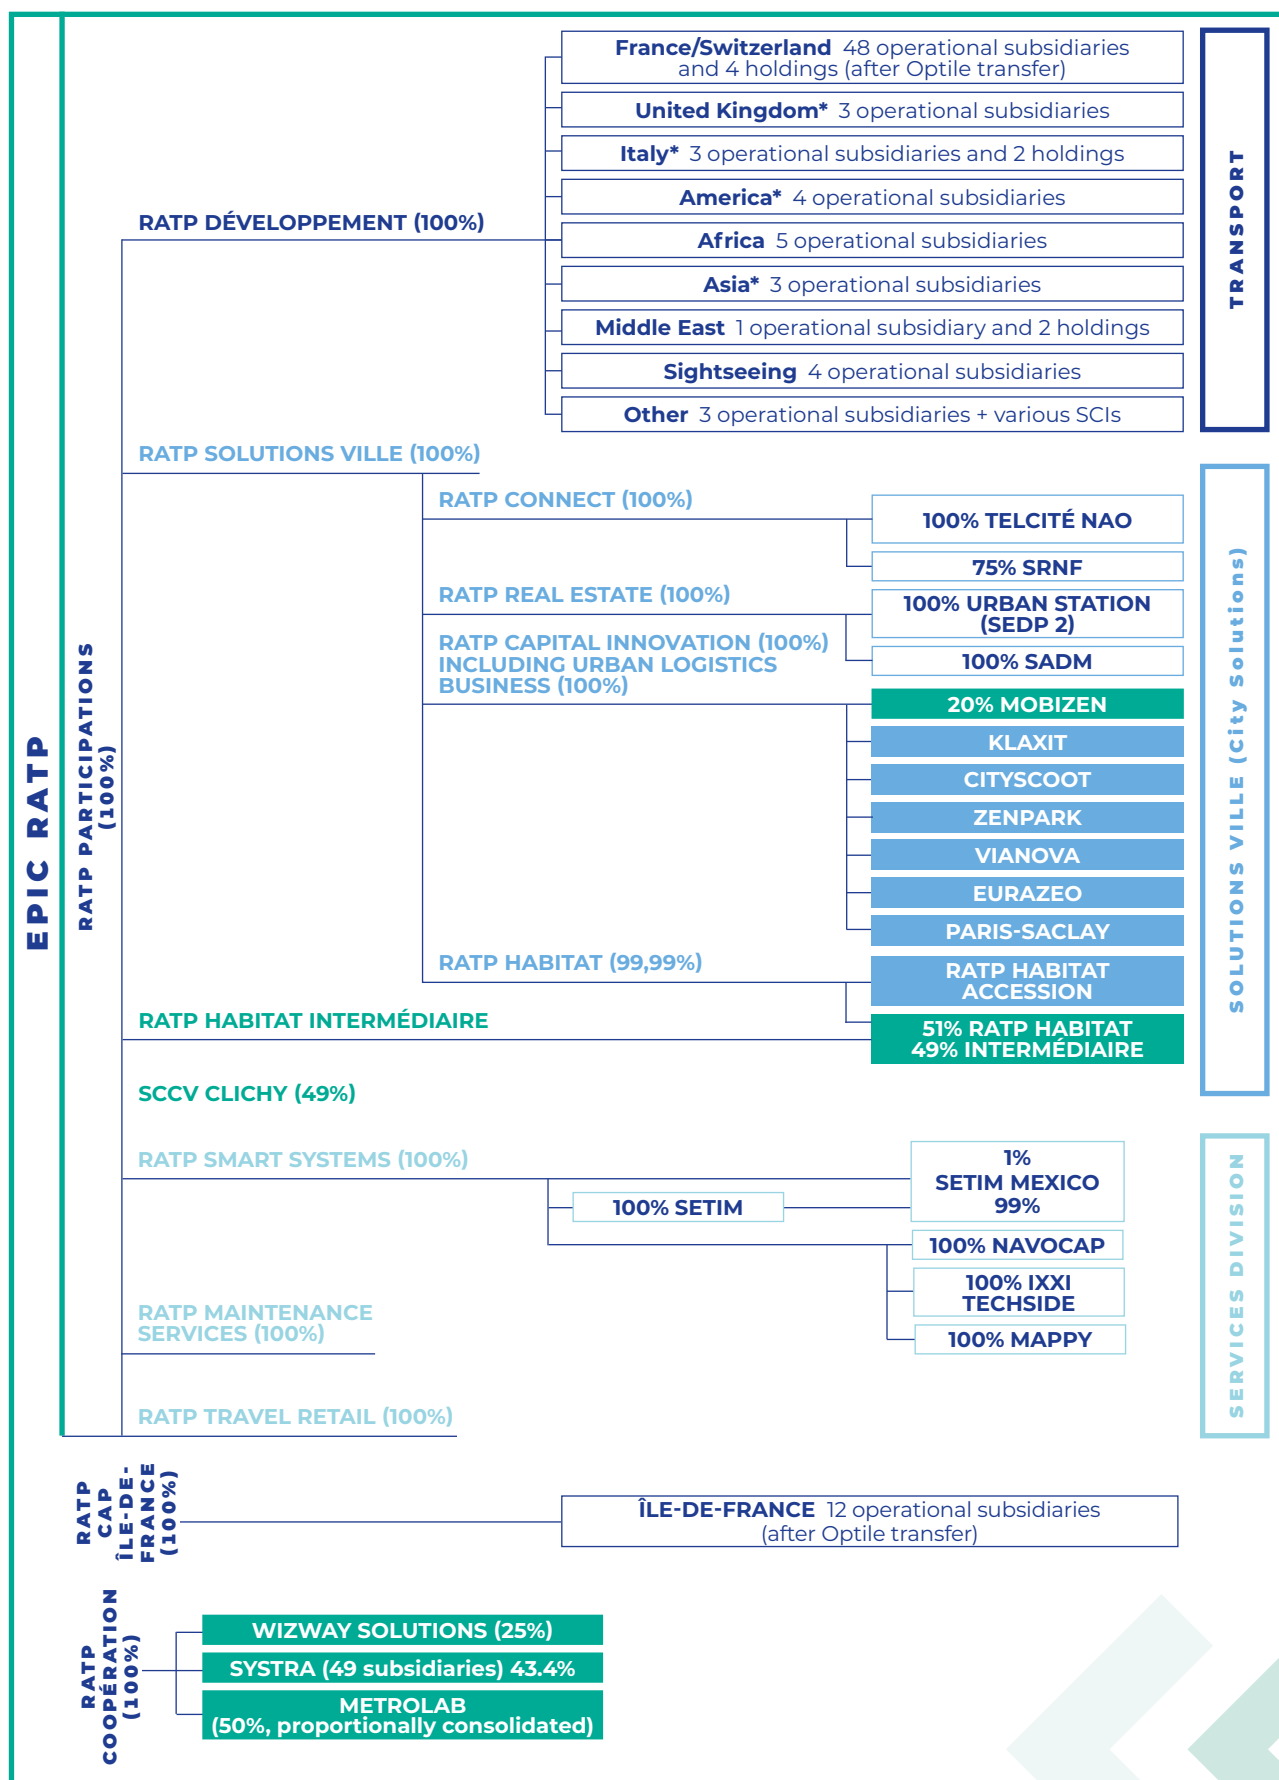 EPIC RATP
RATP PARTICIPATIONS
(100%)
RATP DÉVELOPPEMENT (100%)
France/Switzerland 48 operational subsidiaries
and 4 holdings (after Optile transfer)
United Kingdom* 3 operational subsidiaries
Italy* 3 operational subsidiaries and 2 holdings
America* 4 operational subsidiaries
Africa 5 operational subsidiaries
Asia* 3 operational subsidiaries
Middle East 1 operational subsidiary and 2 holdings
Sightseeing 4 operational subsidiaries
Other 3 operational subsidiaries + various SCIs
TRANSPORT
RATP SOLUTIONS VILLE (100%)
RATP CONNECT (100%)
100% TELCITÉ NAO
75% SRNF
RATP REAL ESTATE (100%)
100% URBAN STATION
(SEDP 2)
100% SADM
RATP CAPITAL INNOVATION (100%)
INCLUDING URBAN LOGISTICS
BUSINESS (100%)
20% MOBIZEN
KLAXIT
CITYSCOOT
ZENPARK
VIANOVA
EURAZEO
PARIS-SACLAY
RATP HABITAT (99,99%)
RATP HABITAT
ACCESSION
RATP HABITAT INTERMÉDIAIRE
51% RATP HABITAT
49% INTERMÉDIAIRE
SCCV CLICHY (49%)
SOLUTIONS VILLE (City Solutions)
RATP SMART SYSTEMS (100%)
100% SETIM
1%
SETIM MEXICO
99%
100% NAVOCAP
100% IXXI
TECHSIDE
100% MAPPY
RATP MAINTENANCE
SERVICES (100%)
RATP TRAVEL RETAIL (100%)
SERVICES DIVISION
RATP
CAP
ÎLE-DE-
FRANCE
(100%)
ÎLE-DE-FRANCE 12 operational subsidiaries
(after Optile transfer)
RATP
COOPÉRATION
(100%)
WIZWAY SOLUTIONS (25%)
SYSTRA (49 subsidiaries) 43.4%
METROLAB
(50%, proportionally consolidated)